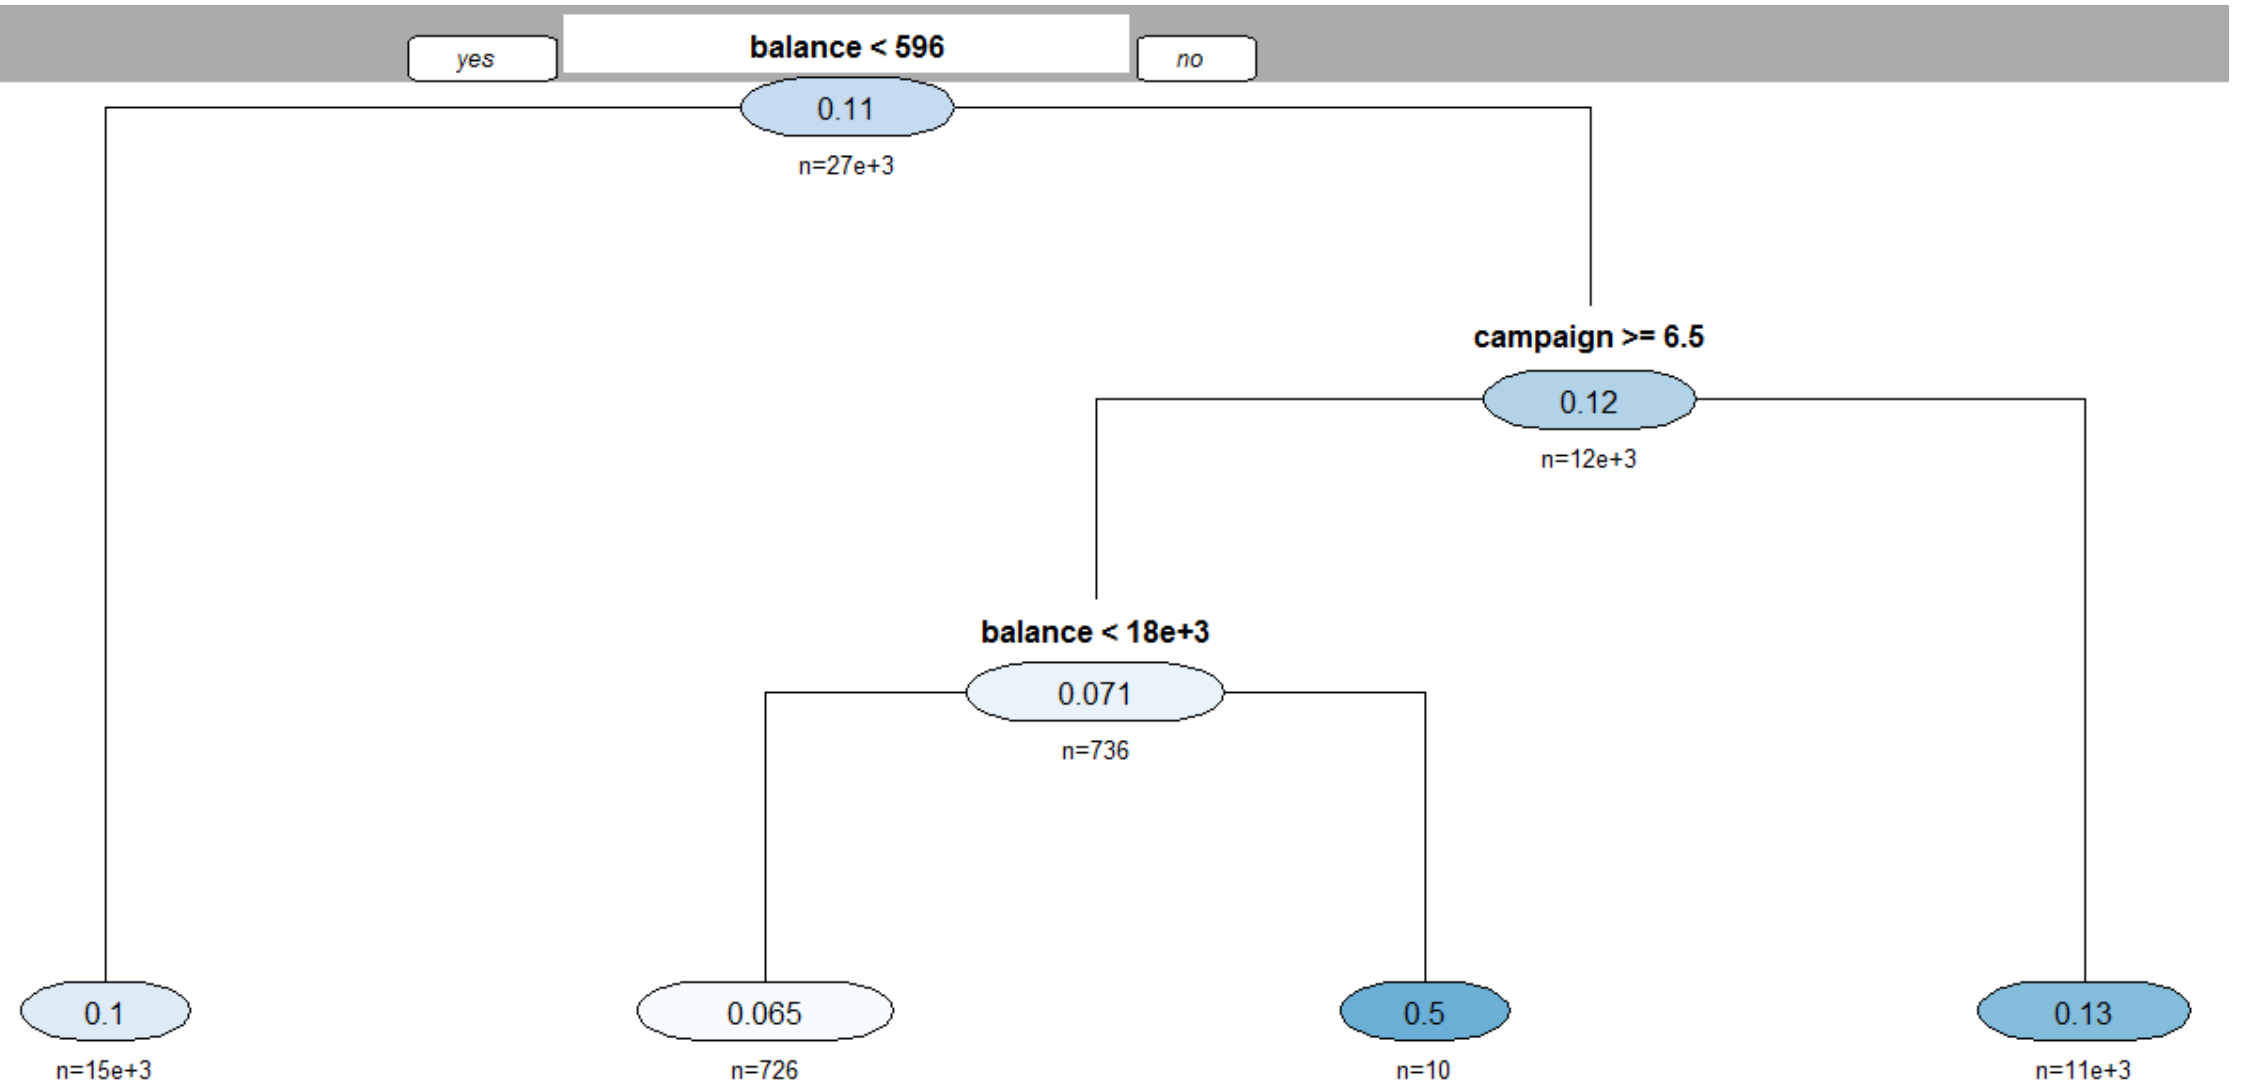 balance < 596
yes
no
0.11
n=27e+3
campaign >= 6.5
0.12
n=12e+3
balance < 18e+3
0.071
n=736
0.1
0.065
0.5
0.13
n=15e+3
n=726
n=10
n=11e+3